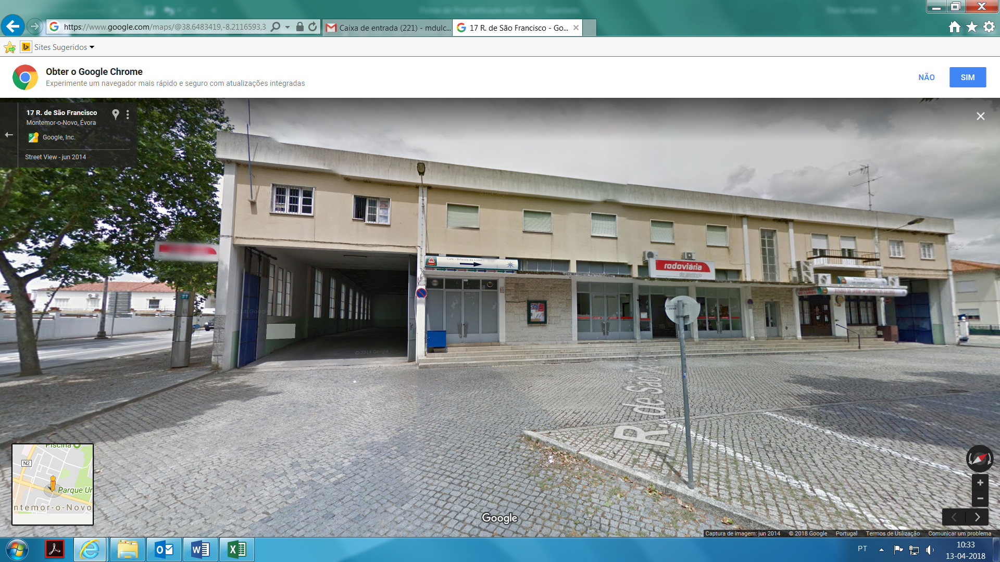 https://www.google.com/maps/@38.6483419,-8.2116593,3
Caixa de entrada (221) - mdulc...
17 R. de São Francisco - Go...
Sites Sugeridos
Obter o Google Chrome
Experimente um navegador mais rápido e seguro com atualizações integradas
NÃO
SIM
17 R. de São Francisco
Montemor-o-Novo, Évora
Google, Inc.
Street View - jun 2014
rodoviária
do alentejo
© 2014 Google
R. de São
Piscina
N2
Parque Ur
ntemor-o-Novo
Google
Captura de imagem: jun 2014
© 2018 Google
Portugal
Termos de Utilização
Comunicar um problema
PT
10:33
13-04-2018